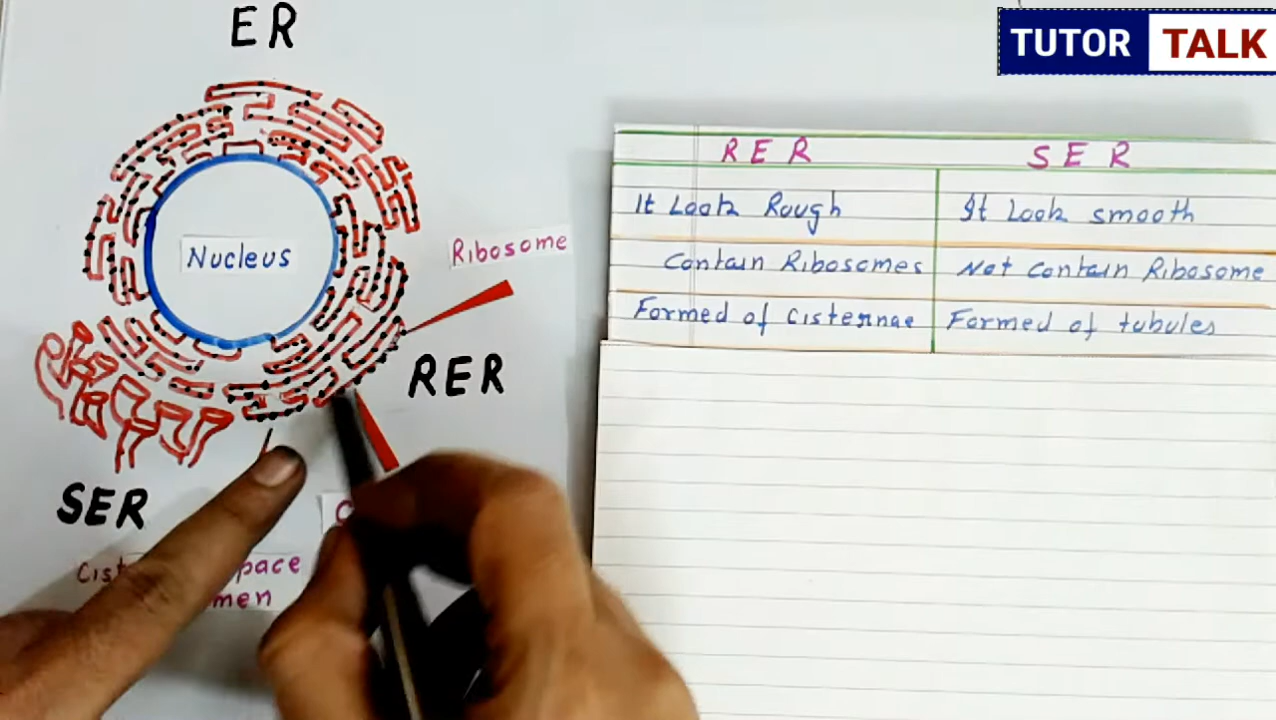 ER
TUTOR TALK
Nucleus
Ribosome
RER
SER
RER SER
It Look Rough It Look smooth
Contain Ribosomes Not contain Ribosome
Formed of cisternae Formed of tubules